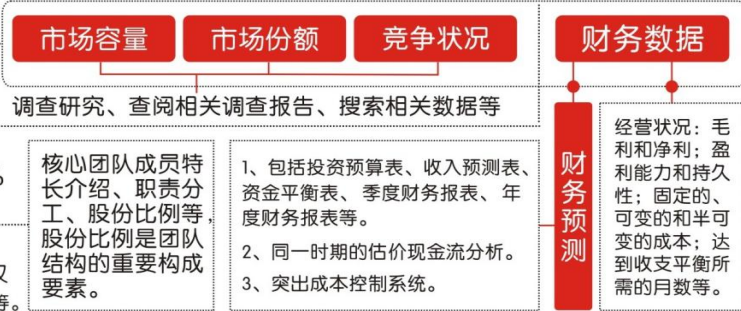 市场容量
市场份额
竞争状况
财务数据
调查研究、查阅相关调查报告、搜索相关数据等
核心团队成员特
长介绍、职责分
工、股份比例等,
股份比例是团队
结构的重要构成
要素。
等。
1、包括投资预算表、收入预测表、
资金平衡表、季度财务报表、年
度财务报表等。
2、同一时期的估价现金流分析。
3、突出成本控制系统。
财务预测
经营状况：毛
利和净利；盈
利能力和持久
性；固定的、
可变的和半可
变的成本；达
到收支平衡所
需的月数等。